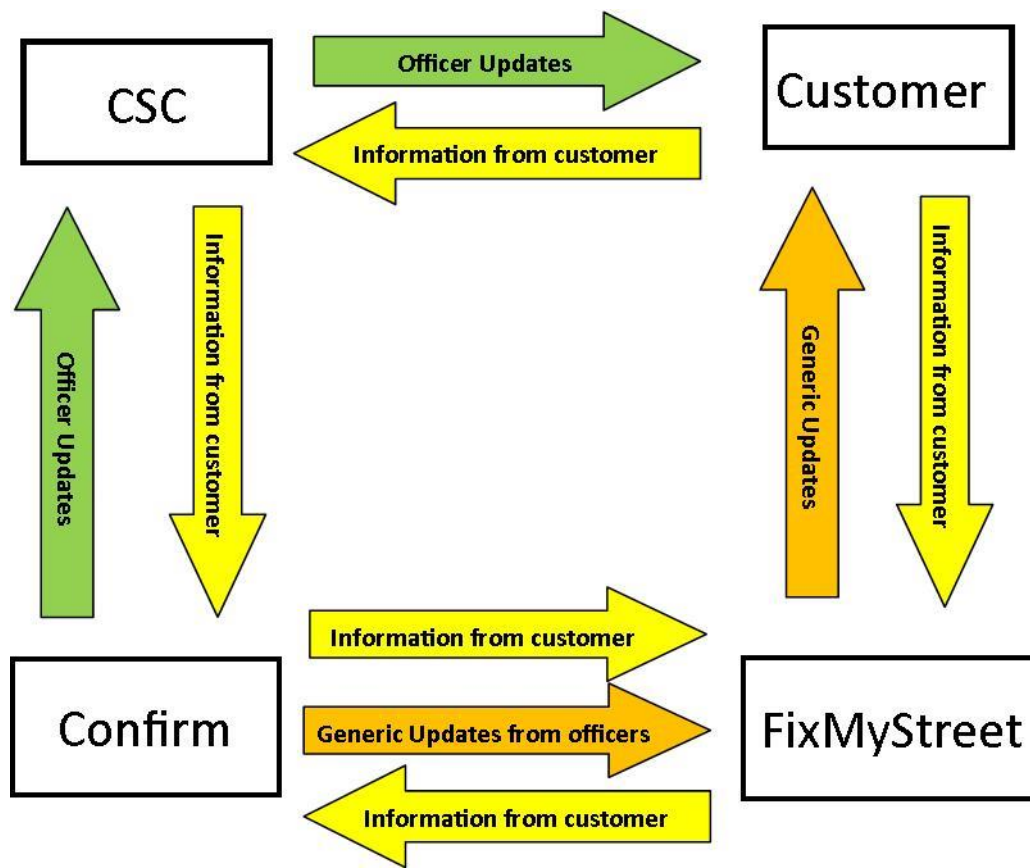 Officer Updates
CSC
Customer
Information from customer
Officer Updates
Information from customer
Generic Updates
Information from customer
Information from customer
Confirm
Generic Updates from officers
FixMyStreet
Information from customer